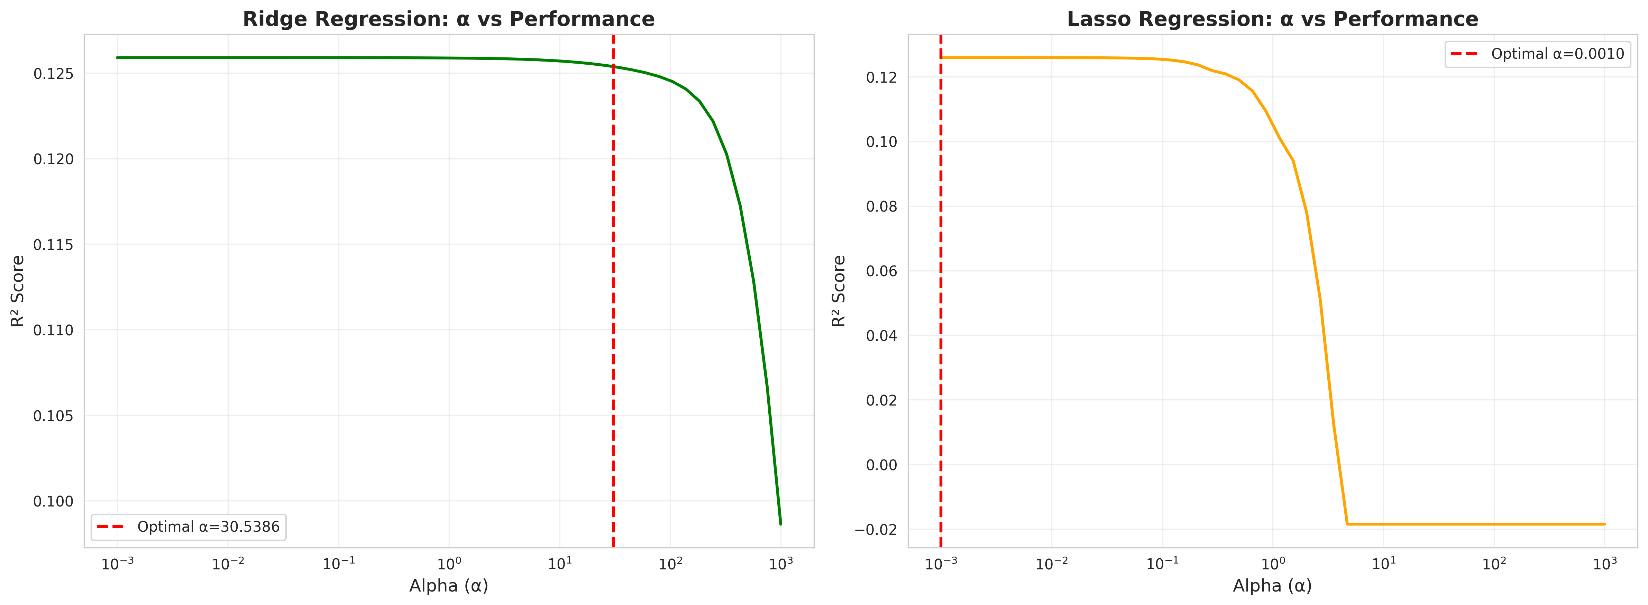 Ridge Regression: α vs Performance
R² Score
0.125
0.120
0.115
0.110
0.105
0.100
Optimal α=30.5386
10⁻³ 10⁻² 10⁻¹ 10⁰ 10¹ 10² 10³
Alpha (α)
Lasso Regression: α vs Performance
R² Score
0.12
0.10
0.08
0.06
0.04
0.02
0.00
−0.02
Optimal α=0.0010
10⁻³ 10⁻² 10⁻¹ 10⁰ 10¹ 10² 10³
Alpha (α)